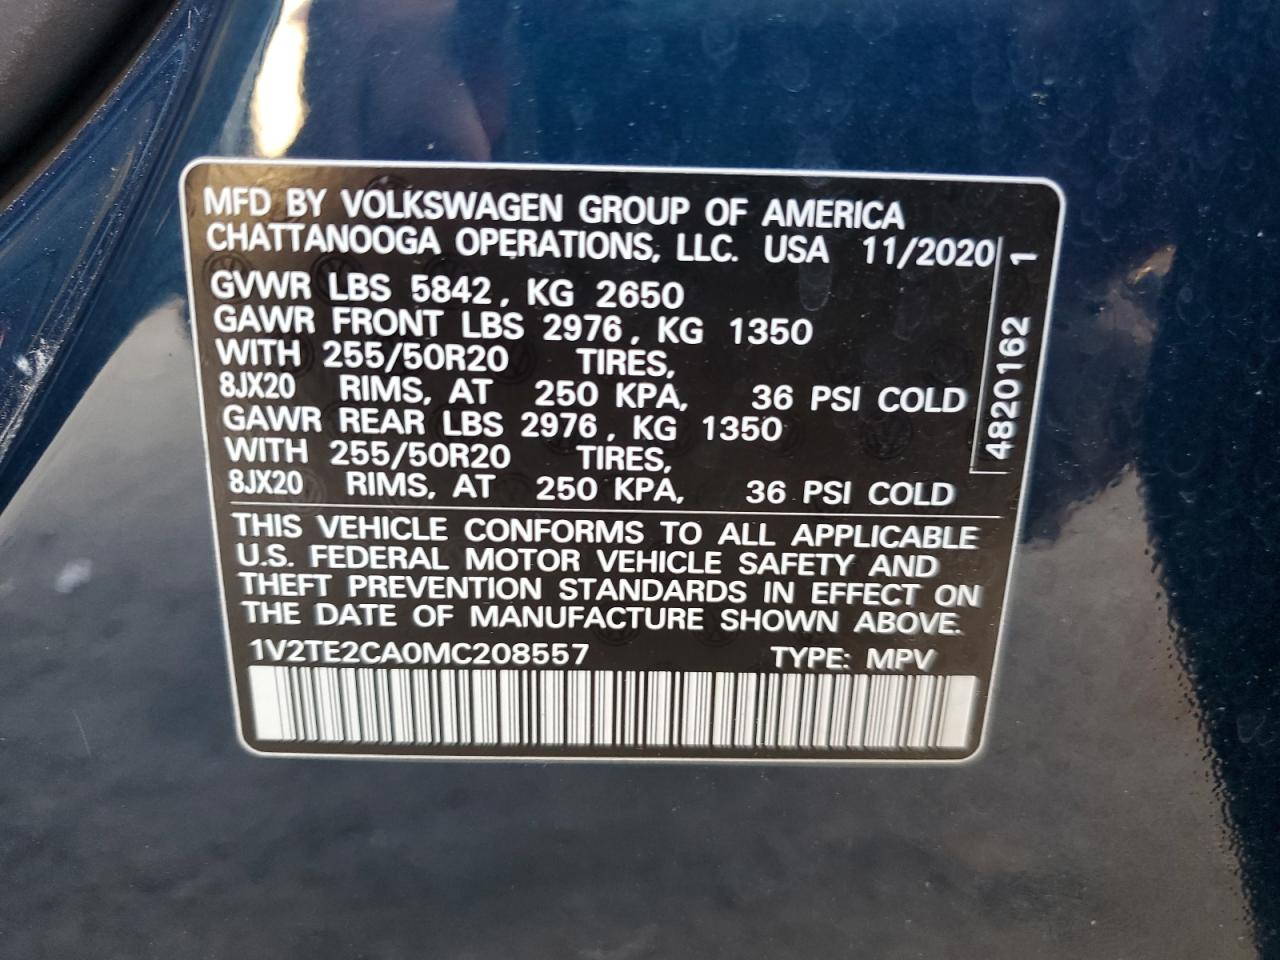 MFD BY VOLKSWAGEN GROUP OF AMERICA
CHATTANOOGA OPERATIONS, LLC. USA 11/2020
GVWR LBS 5842, KG 2650
GAWR FRONT LBS 2976, KG 1350
WITH 255/50R20 TIRES,
8JX20 RIMS, AT 250 KPA, 36 PSI COLD
GAWR REAR LBS 2976, KG 1350
WITH 255/50R20 TIRES,
8JX20 RIMS, AT 250 KPA, 36 PSI COLD
4820162 1
THIS VEHICLE CONFORMS TO ALL APPLICABLE
U.S. FEDERAL MOTOR VEHICLE SAFETY AND
THEFT PREVENTION STANDARDS IN EFFECT ON
THE DATE OF MANUFACTURE SHOWN ABOVE.
1V2TE2CA0MC208557 TYPE: MPV